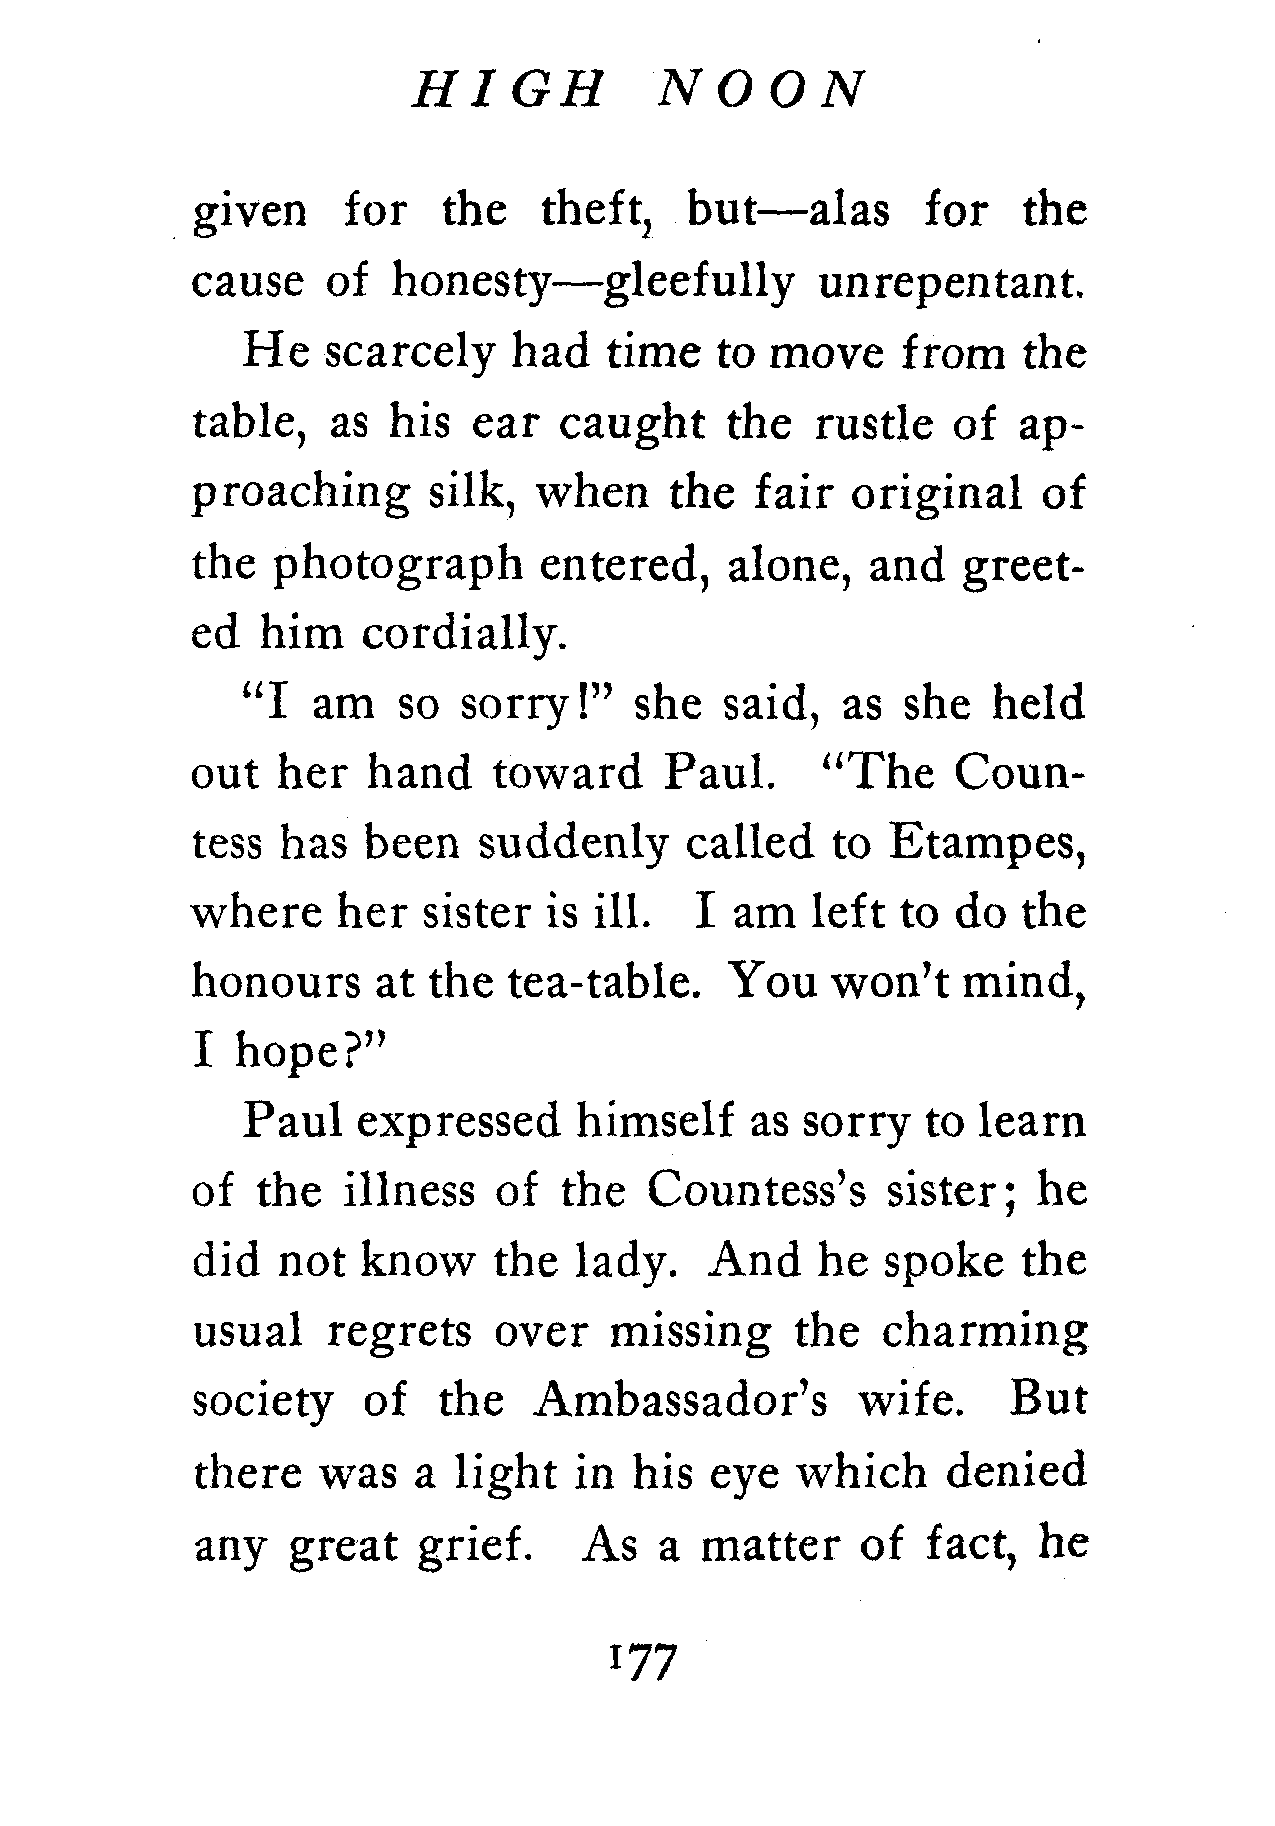 HIGH NOON
given for the theft, but—alas for the
cause of honesty—gleefully unrepentant.
He scarcely had time to move from the
table, as his ear caught the rustle of ap-
proaching silk, when the fair original of
the photograph entered, alone, and greet-
ed him cordially.
"I am so sorry!" she said, as she held
out her hand toward Paul. "The Coun-
tess has been suddenly called to Etampes,
where her sister is ill. I am left to do the
honours at the tea-table. You won't mind,
I hope?"
Paul expressed himself as sorry to learn
of the illness of the Countess's sister; he
did not know the lady. And he spoke the
usual regrets over missing the charming
society of the Ambassador's wife. But
there was a light in his eye which denied
any great grief. As a matter of fact, he
177